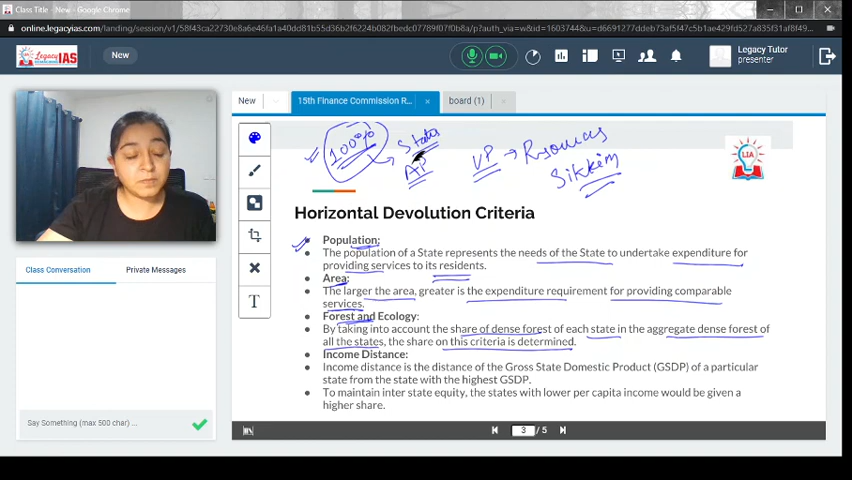 Class Title - New - Google Chrome
online.legacyias.com/landing/session/v1/58f43ca22730e8a6e46fa1a40dd81b55d36b16204c082bfedc07789f07f0b8a/p?auth_via=w&id=1603744&u=d6691277ddeb73af5f47c5b1ae429fd527a835f31af8f49...
Legacy IAS
New
Legacy Tutor
presenter
New
15th Finance Commission R...
board (1)
100%
States
AP
UP → Resources
Sikkim
LIA
Horizontal Devolution Criteria
Population:
The population of a State represents the needs of the State to undertake expenditure for
providing services to its residents.
Area:
The larger the area, greater is the expenditure requirement for providing comparable
services.
Forest and Ecology:
By taking into account the share of dense forest of each state in the aggregate dense forest of
all the states, the share on this criteria is determined.
Income Distance:
Income distance is the distance of the Gross State Domestic Product (GSDP) of a particular
state from the state with the highest GSDP.
To maintain inter state equity, the states with lower per capita income would be given a
higher share.
Class Conversation
Private Messages
Say Something (max 500 char) ...
3 / 5